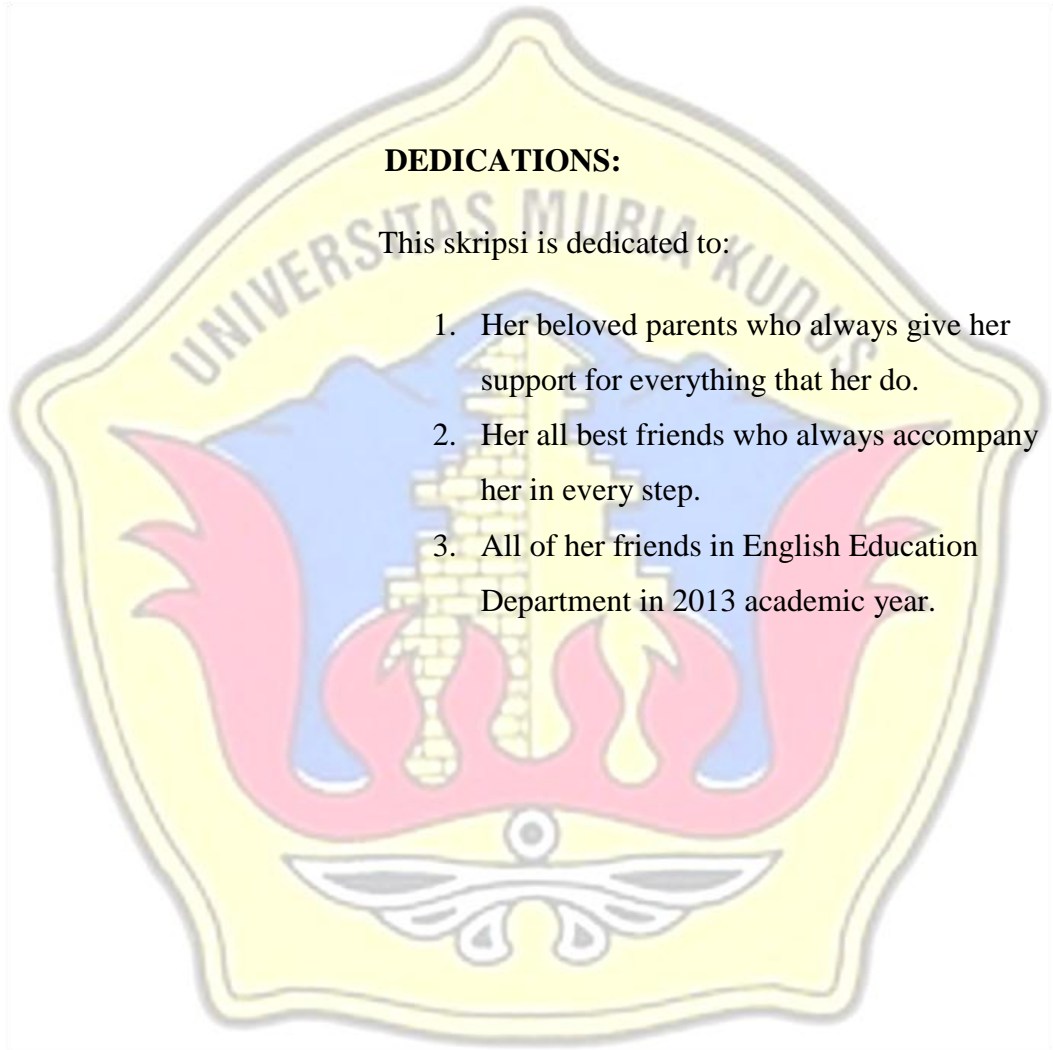 DEDICATIONS:
UNIVERSITAS MURIA KUDUS
This skripsi is dedicated to:
1. Her beloved parents who always give her
support for everything that her do.
2. Her all best friends who always accompany
her in every step.
3. All of her friends in English Education
Department in 2013 academic year.